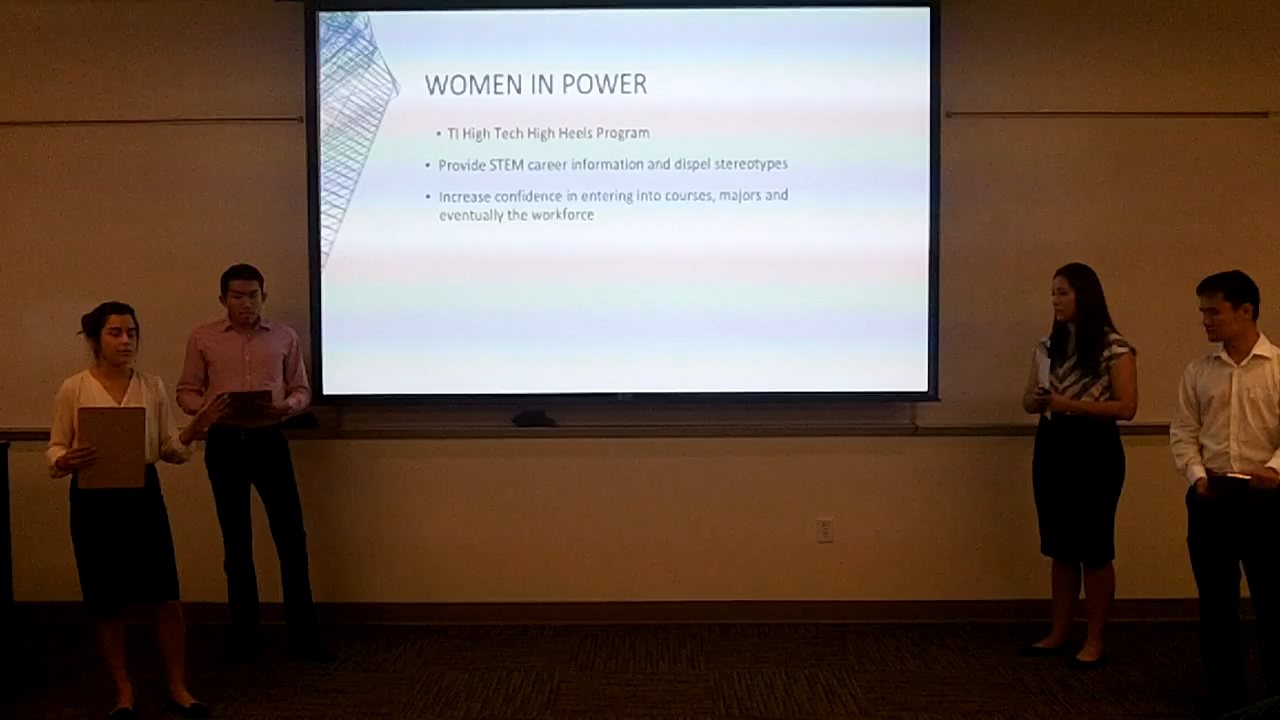 WOMEN IN POWER
• TI High Tech High Heels Program
• Provide STEM career information and dispel stereotypes
• Increase confidence in entering into courses, majors and
eventually the workforce